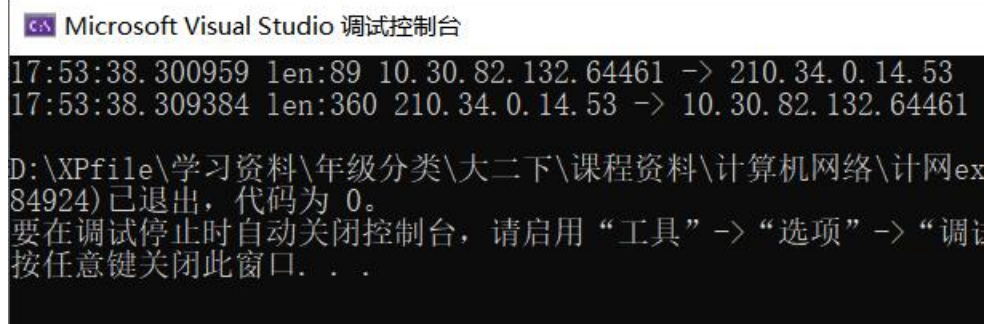 Microsoft Visual Studio 调试控制台
17:53:38.300959 len:89 10.30.82.132.64461 -> 210.34.0.14.53
17:53:38.309384 len:360 210.34.0.14.53 -> 10.30.82.132.64461
D:\XPfile\学习资料\年级分类\大二下\课程资料\计算机网络\计网ex
84924)已退出，代码为 0。
要在调试停止时自动关闭控制台，请启用“工具”->“选项”->“调试
按任意键关闭此窗口. . .